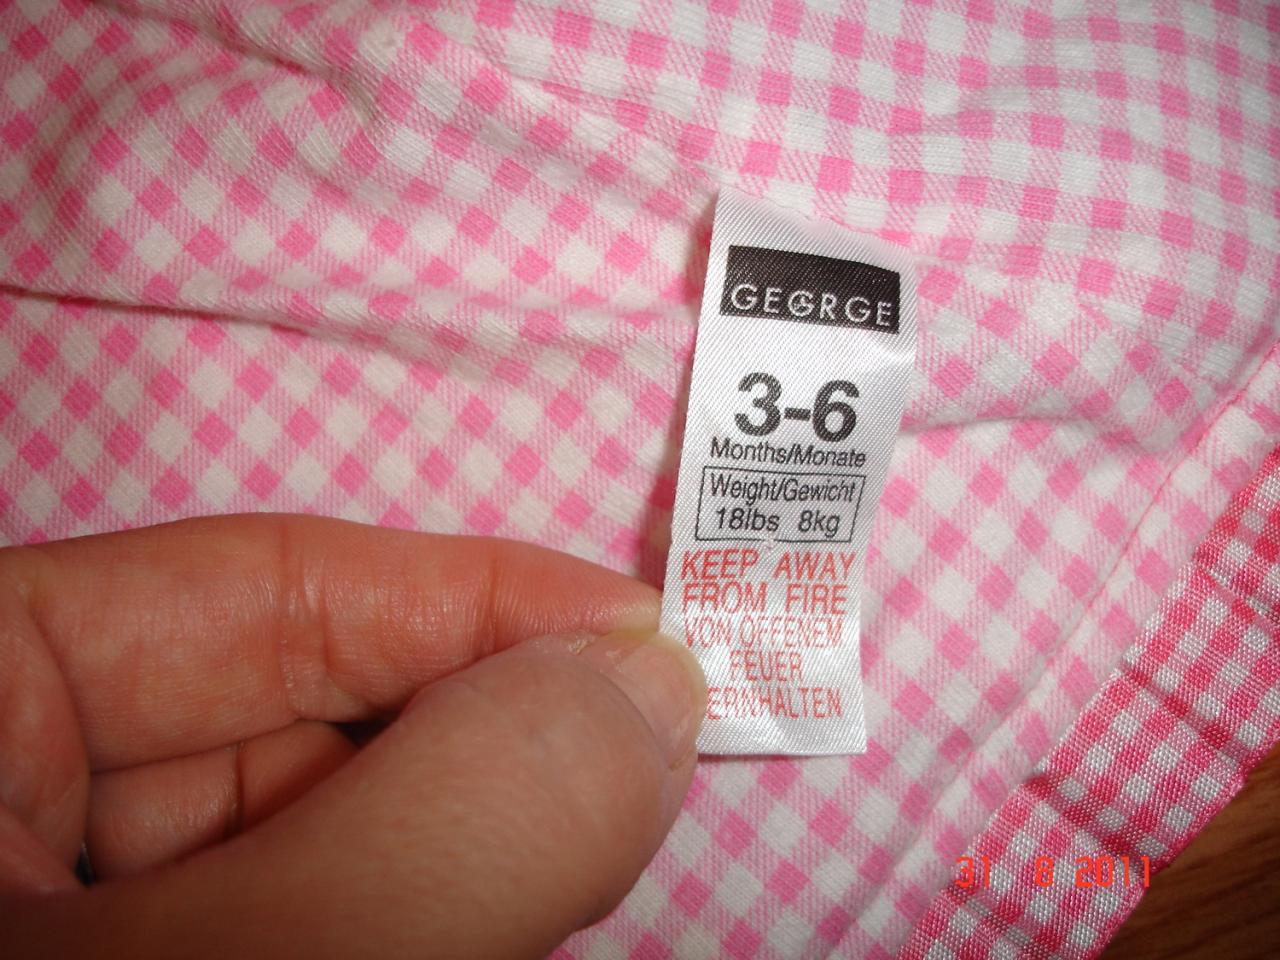 GEORGE
3-6
Months/Monate
Weight/Gewicht
18lbs 8kg
KEEP AWAY
FROM FIRE
VON OFFENEM
FEUER
FERNHALTEN
31 8 2011